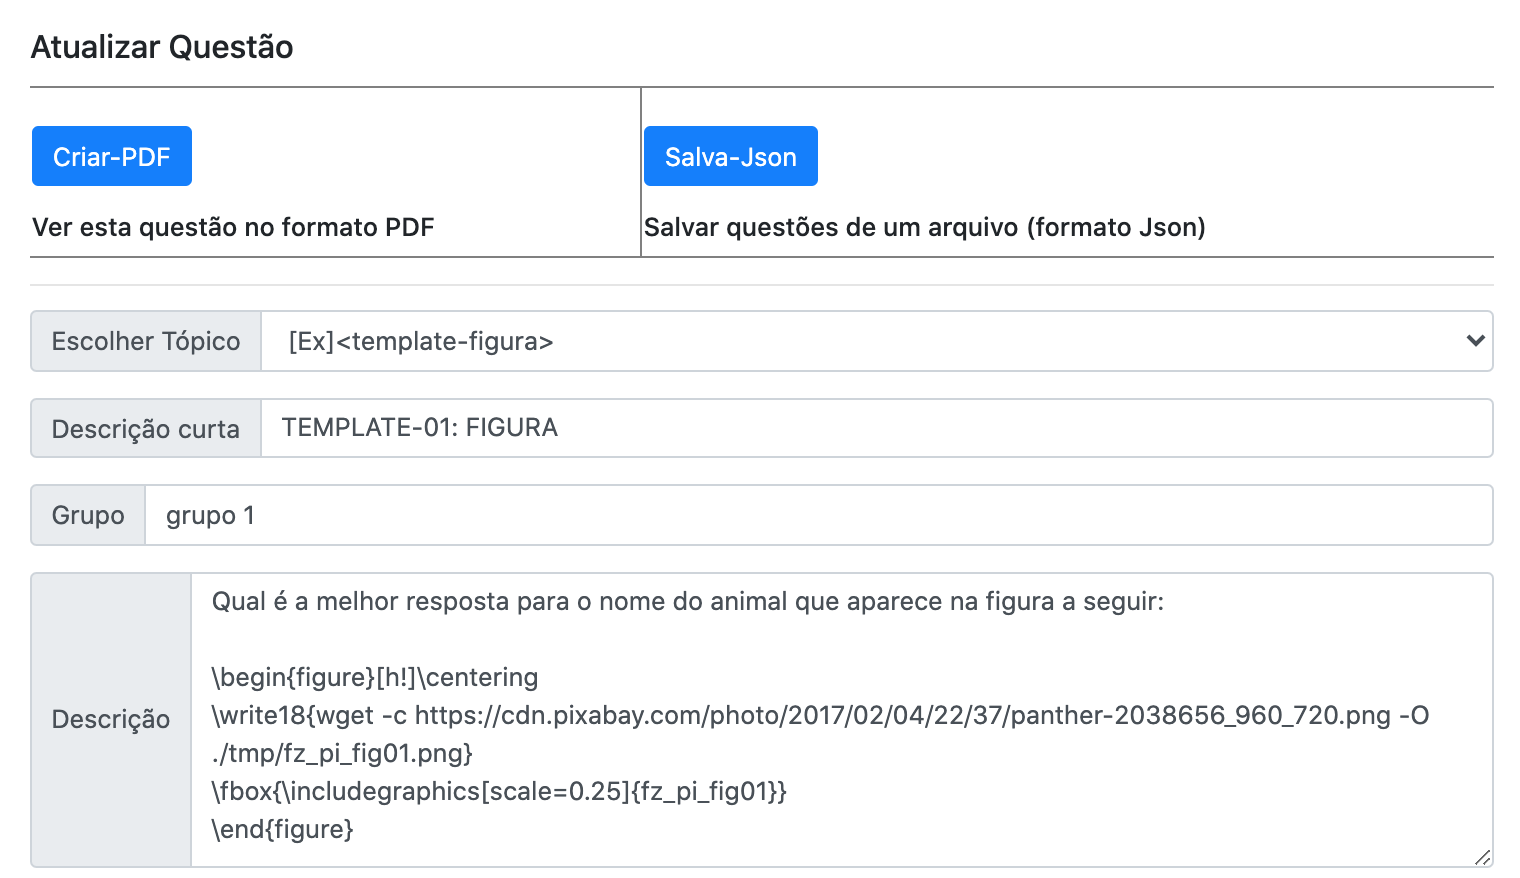 Atualizar Questão
Criar-PDF
Ver esta questão no formato PDF
Salva-Json
Salvar questões de um arquivo (formato Json)
Escolher Tópico
[Ex]<template-figura>
Descrição curta
TEMPLATE-01: FIGURA
Grupo
grupo 1
Descrição
Qual é a melhor resposta para o nome do animal que aparece na figura a seguir:
\begin{figure}[h!]\centering
\write18{wget -c https://cdn.pixabay.com/photo/2017/02/04/22/37/panther-2038656_960_720.png -O
./tmp/fz_pi_fig01.png}
\fbox{\includegraphics[scale=0.25]{fz_pi_fig01}}
\end{figure}